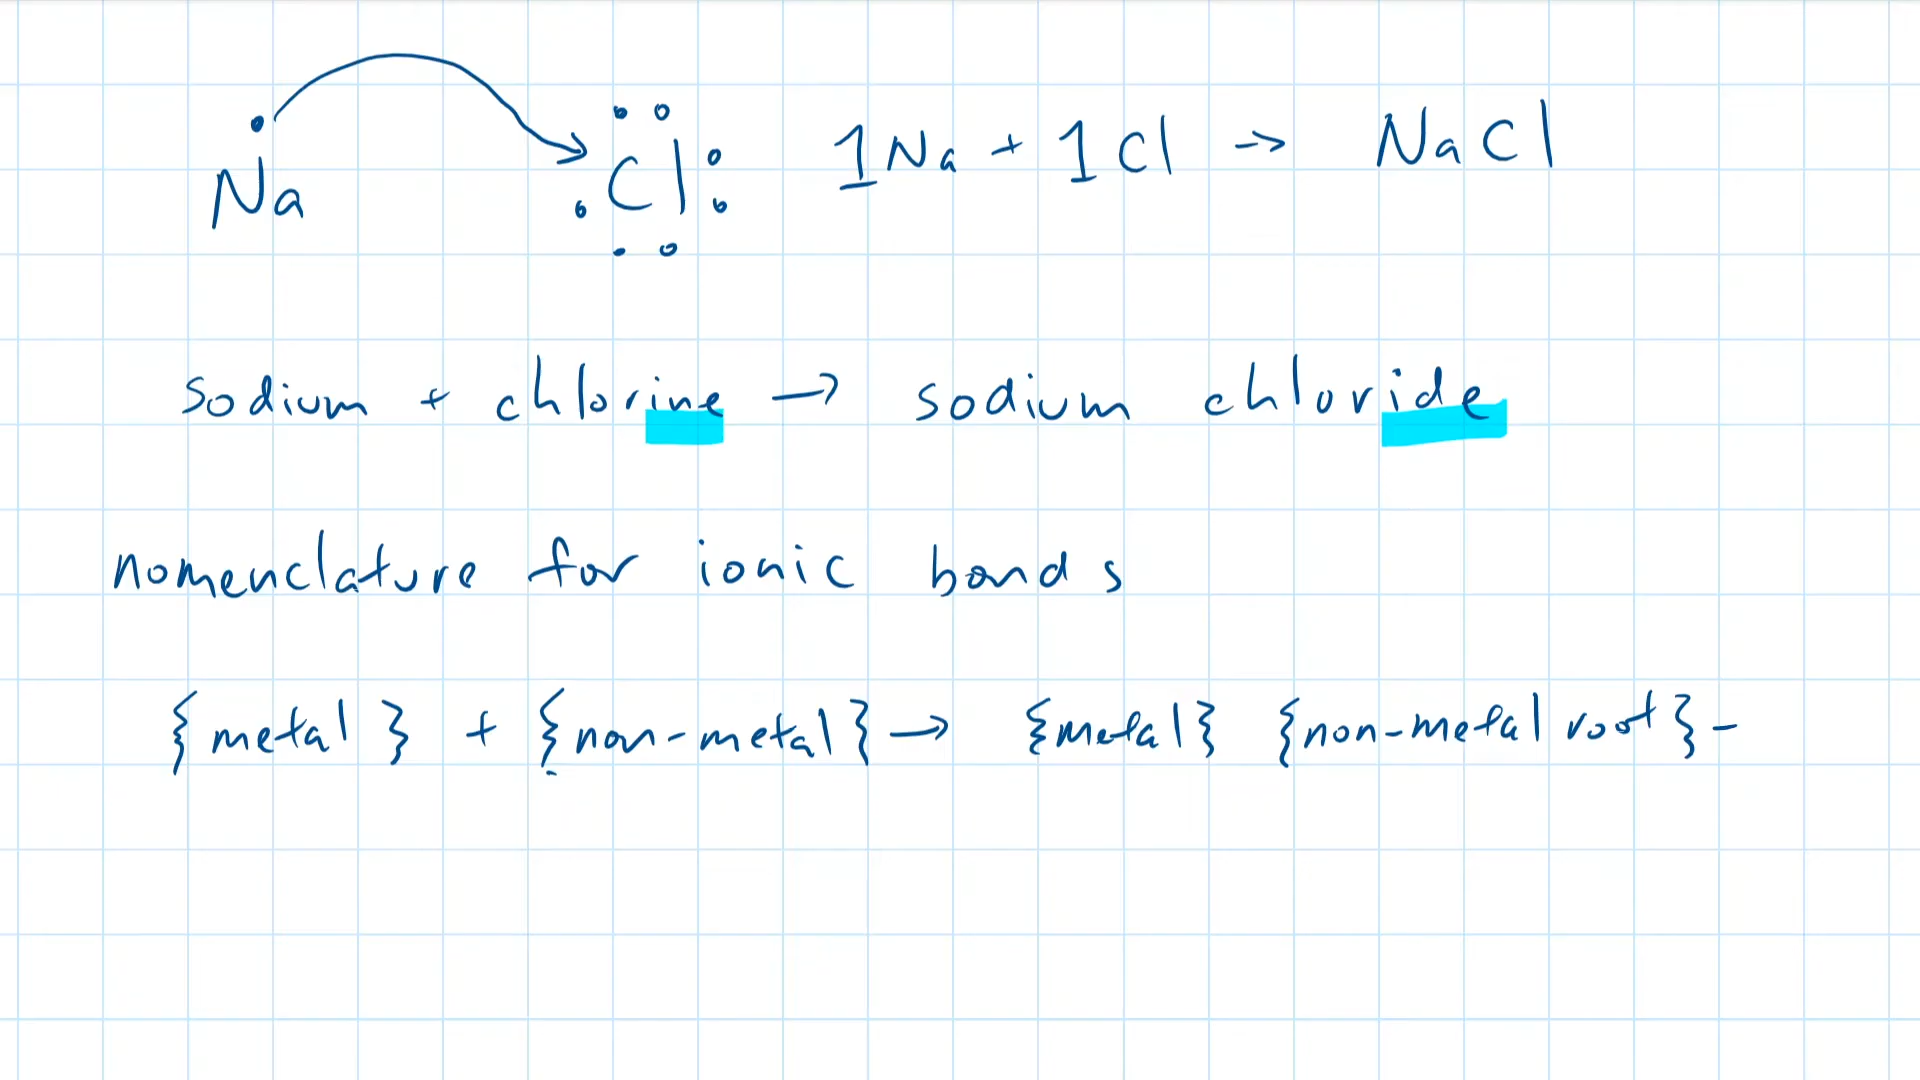 Na Cl 1Na + 1Cl → NaCl
sodium + chlorine → sodium chloride
nomenclature for ionic bonds
{metal} + {non-metal} → {metal} {non-metal root}-